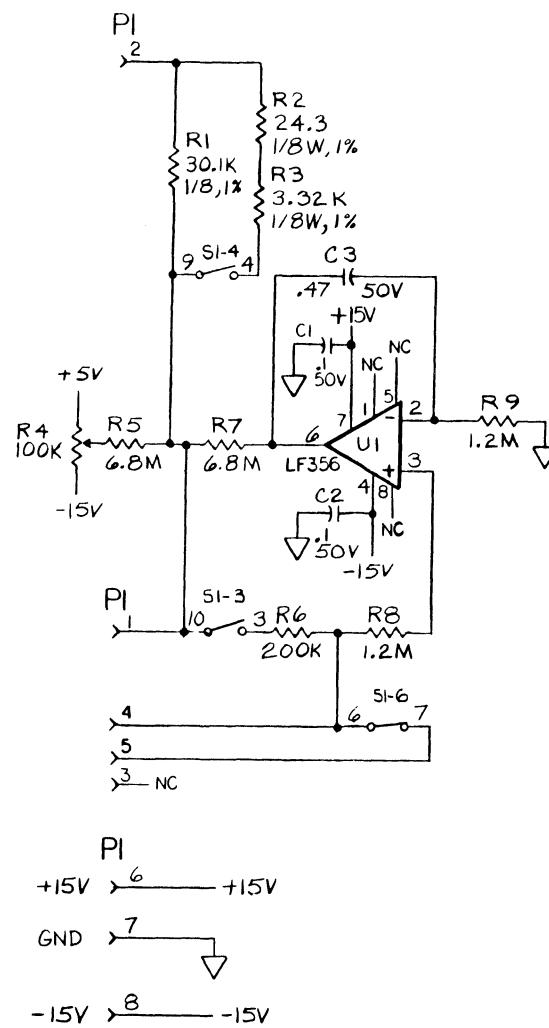 P1
2
R2
24.3
1/8W, 1%
R1
30.1K
1/8, 1%
R3
3.32K
1/8W, 1%
S1-4
9 4
C3
.47 50V
+15V
C1
.1
50V
NC
NC
+5V
R4
100K
-15V
R5
6.8M
R7
6.8M
7 1 5
6 U1 - 2
+ 3
4 8
LF356
R9
1.2M
C2
.1
50V
NC
-15V
P1
1
S1-3
10 3
R6
200K
R8
1.2M
S1-6
4 6 7
5
3 NC
P1
+15V 6 +15V
GND 7
-15V 8 -15V